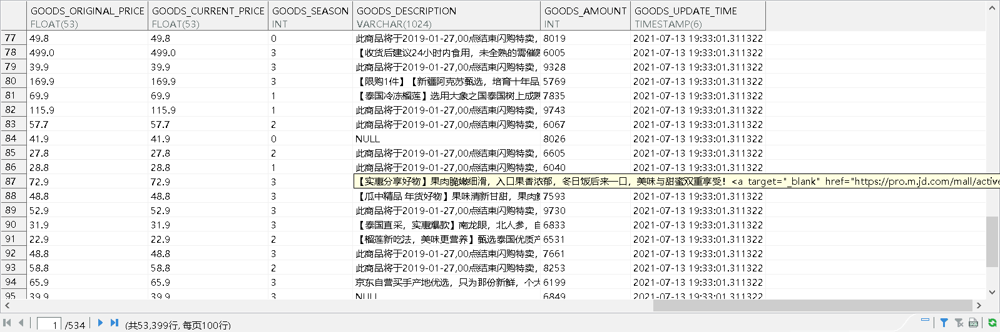 GOODS_ORIGINAL_PRICE GOODS_CURRENT_PRICE GOODS_SEASON GOODS_DESCRIPTION GOODS_AMOUNT GOODS_UPDATE_TIME
FLOAT(53) FLOAT(53) INT VARCHAR(1024) INT TIMESTAMP(6)
77 49.8 49.8 0 此商品将于2019-01-27,00点结束闪购特卖, 8019 2021-07-13 19:33:01.311322
78 499.0 499.0 3 【收货后建议24小时内食用，未全熟的需催熟 6005 2021-07-13 19:33:01.311322
79 39.9 39.9 3 此商品将于2019-01-27,00点结束闪购特卖, 9328 2021-07-13 19:33:01.311322
80 169.9 169.9 3 【限购1件】【新疆阿克苏甄选，培育十年品 5769 2021-07-13 19:33:01.311322
81 69.9 69.9 1 【泰国冷冻榴莲】选用大象之国泰国树上成熟 7835 2021-07-13 19:33:01.311322
82 115.9 115.9 1 此商品将于2019-01-27,00点结束闪购特卖, 9743 2021-07-13 19:33:01.311322
83 57.7 57.7 2 此商品将于2019-01-27,00点结束闪购特卖, 6067 2021-07-13 19:33:01.311322
84 41.9 41.9 0 NULL 8026 2021-07-13 19:33:01.311322
85 27.8 27.8 2 此商品将于2019-01-27,00点结束闪购特卖, 6605 2021-07-13 19:33:01.311322
86 28.8 28.8 1 此商品将于2019-01-27,00点结束闪购特卖, 6040 2021-07-13 19:33:01.311322
87 72.9 72.9 3 【实惠分享好物】果肉脆嫩细滑，入口果香浓郁，冬日饭后来一口，美味与甜蜜双重享受！<a target="_blank" href="https://pro.m.jd.com/mall/active
88 48.8 48.8 3 【瓜中精品 年货好物】果味清新甘甜，果肉鲜 7593 2021-07-13 19:33:01.311322
89 52.9 52.9 3 此商品将于2019-01-27,00点结束闪购特卖, 9730 2021-07-13 19:33:01.311322
90 31.9 31.9 3 【泰国直采，实惠爆款】南龙眼，北人参，自 6833 2021-07-13 19:33:01.311322
91 22.9 22.9 2 【榴莲新吃法，美味更营养】甄选泰国优质产 6531 2021-07-13 19:33:01.311322
92 48.8 48.8 3 此商品将于2019-01-27,00点结束闪购特卖, 7661 2021-07-13 19:33:01.311322
93 58.8 58.8 2 此商品将于2019-01-27,00点结束闪购特卖, 8253 2021-07-13 19:33:01.311322
94 65.9 65.9 3 京东自营买手产地优选，只为那份新鲜，个大 6199 2021-07-13 19:33:01.311322
95 39.9 39.9 3 NULL 6849 2021-07-13 19:33:01.311322
1 /534 (共53,399行, 每页100行) SQL